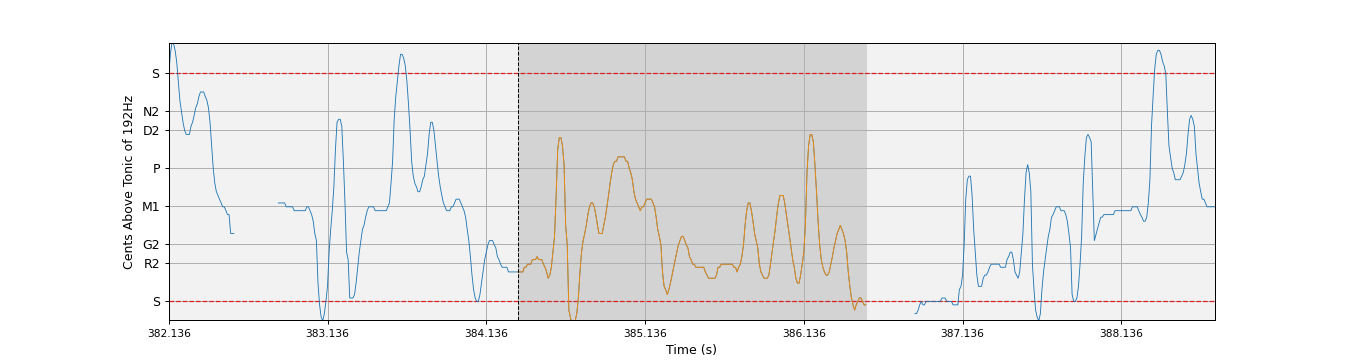 Cents Above Tonic of 192Hz
S
N2
D2
P
M1
G2
R2
S
382.136 383.136 384.136 385.136 386.136 387.136 388.136
Time (s)